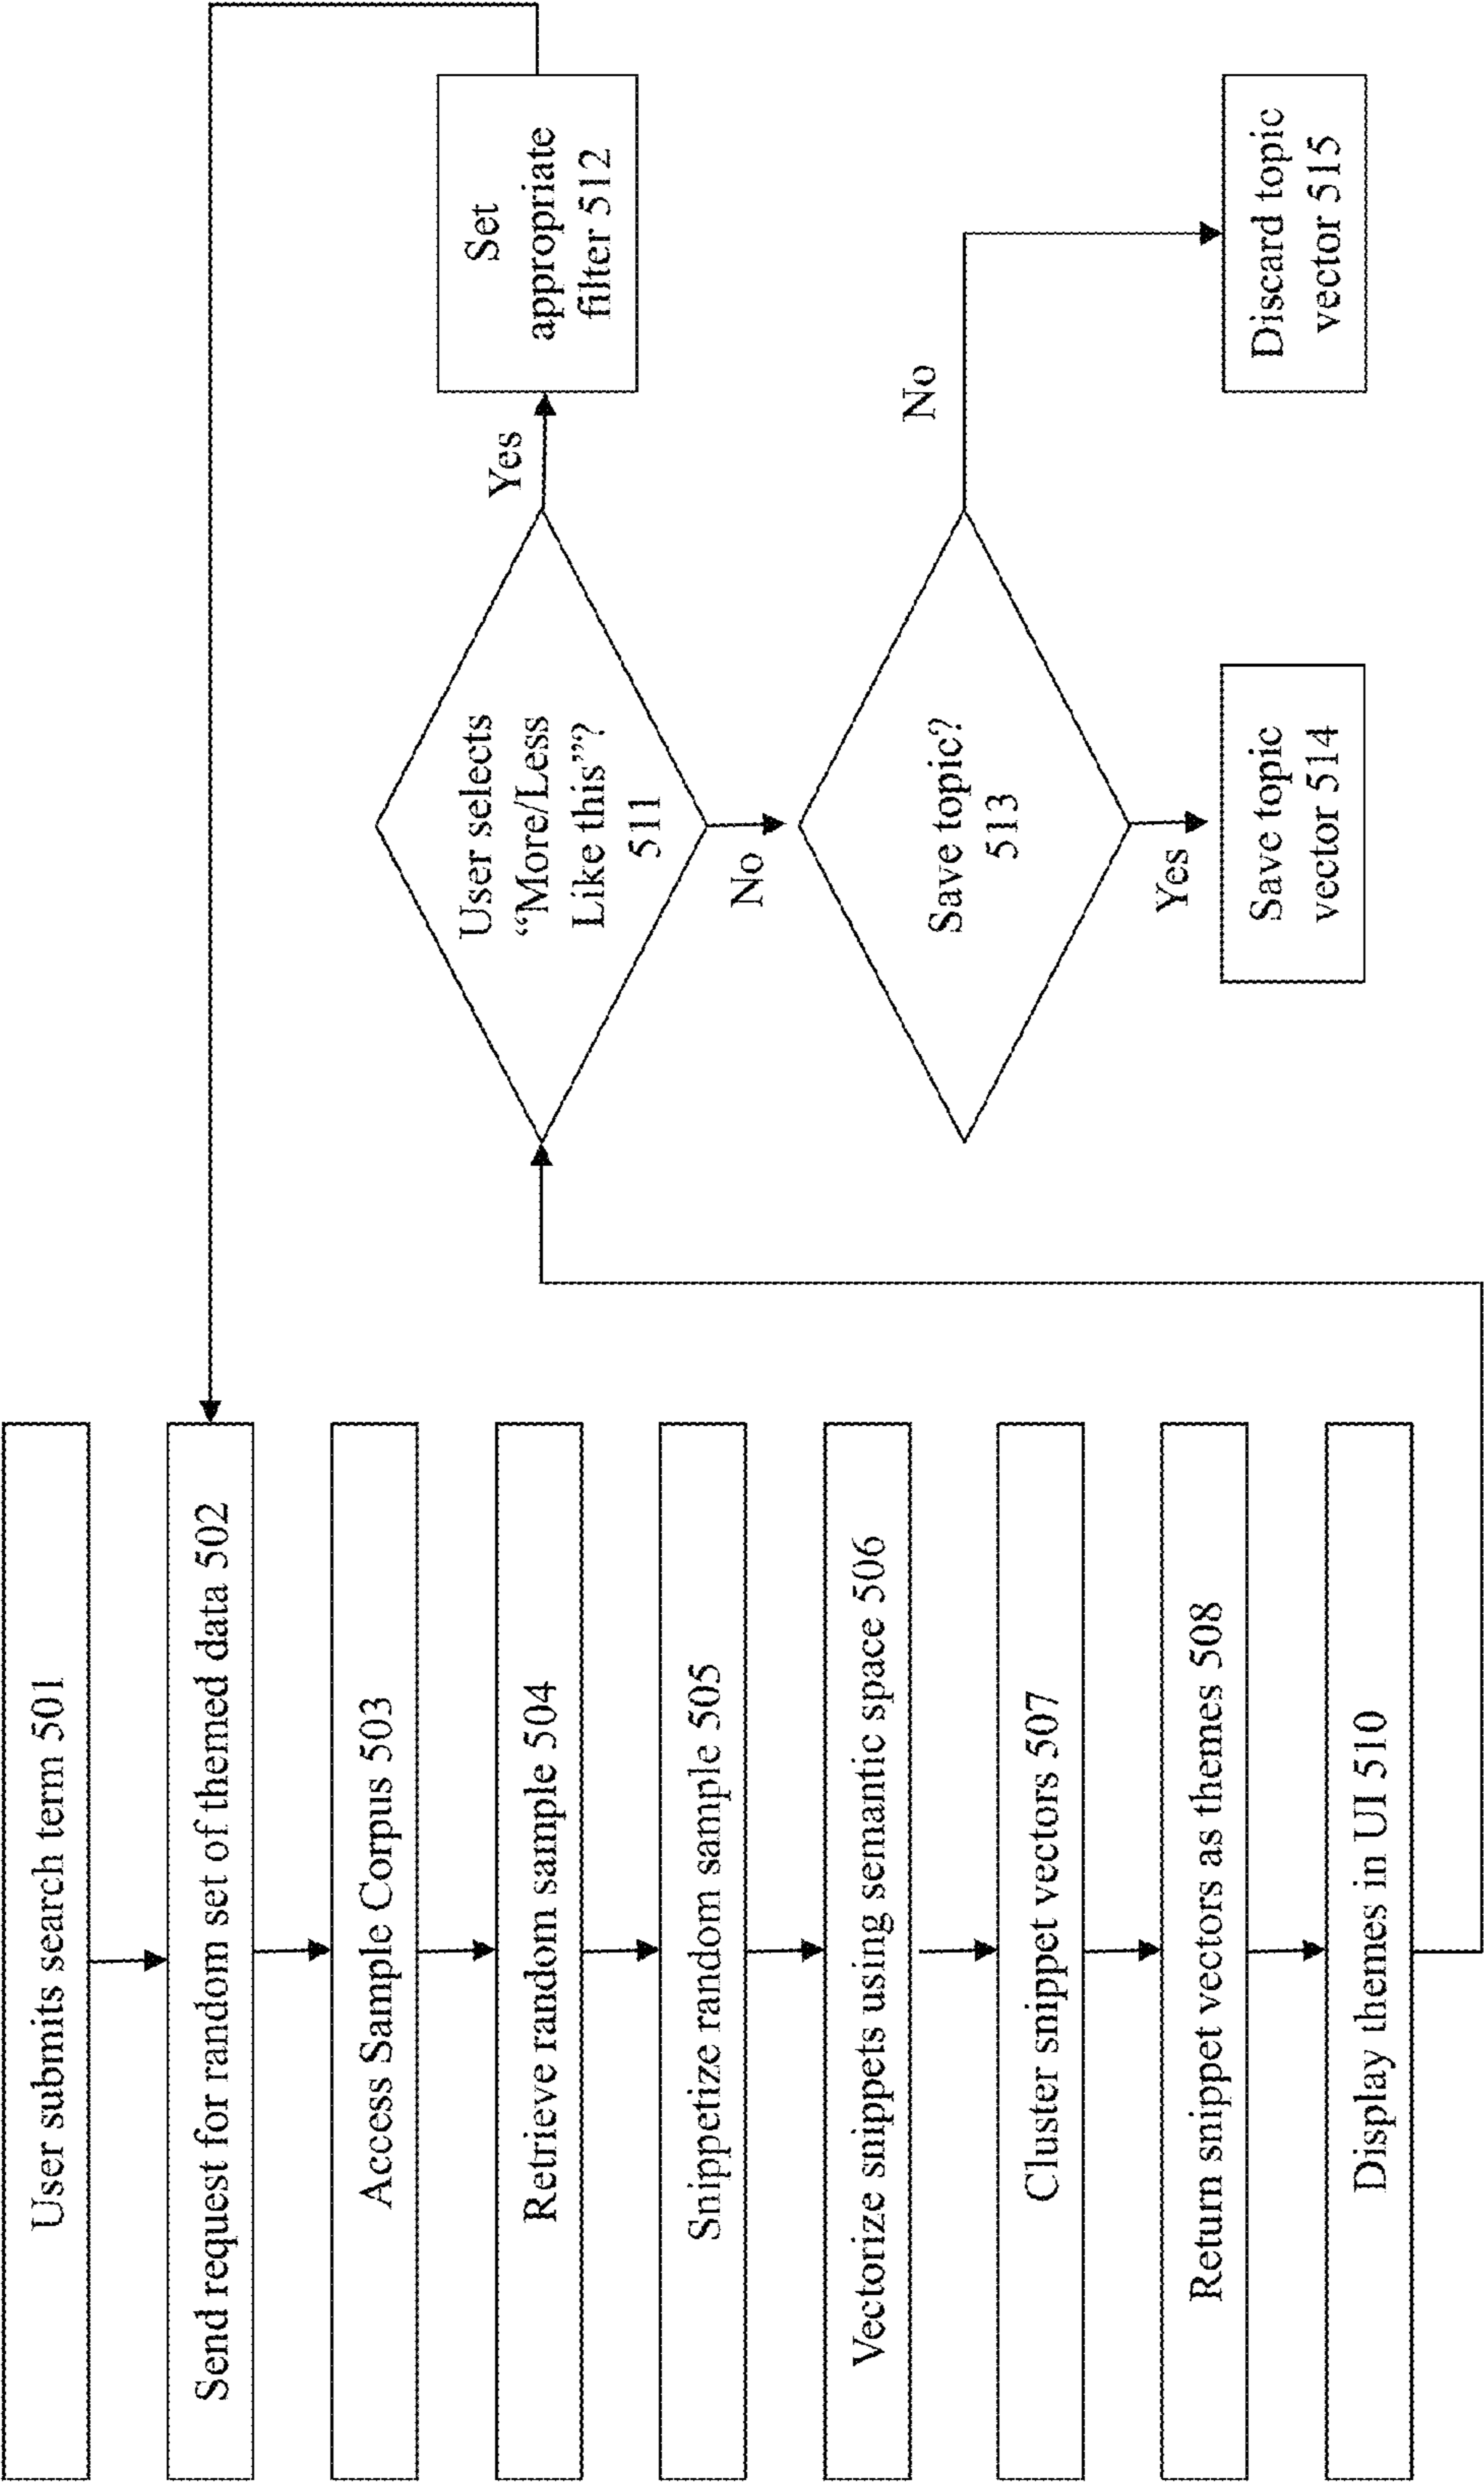 User submits search term 501
Send request for random set of themed data 502
Access Sample Corpus 503
Retrieve random sample 504
Snippetize random sample 505
Vectorize snippets using semantic space 506
Cluster snippet vectors 507
Return snippet vectors as themes 508
Display themes in UI 510
User selects
“More/Less
Like this”?
511
Yes
Set
appropriate
filter 512
No
Save topic?
513
No
Yes
Save topic
vector 514
Discard topic
vector 515